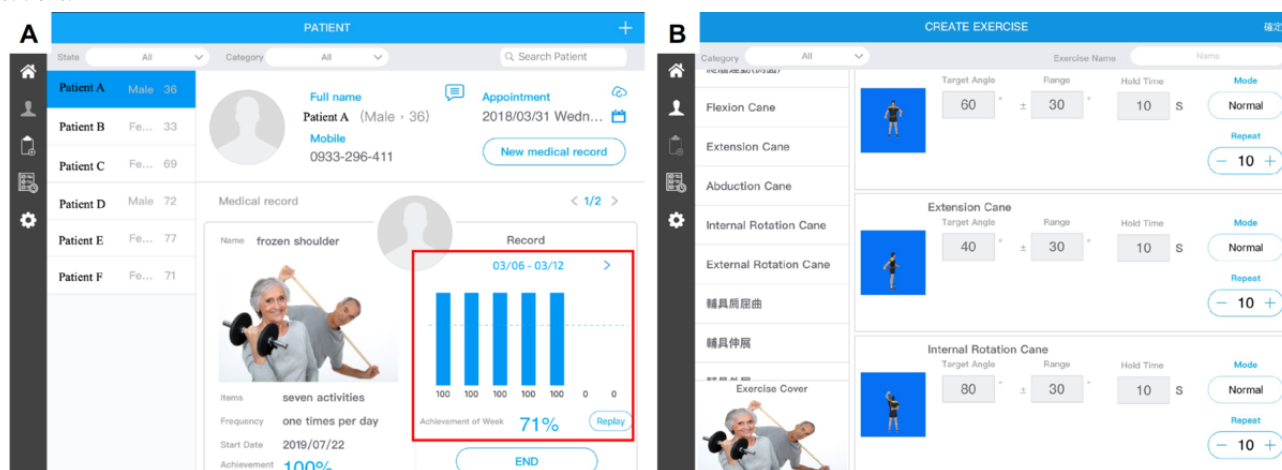 A
PATIENT
+
State All Category All Search Patient
Patient A Male 36
Patient B Fe... 33
Patient C Fe... 69
Patient D Male 72
Patient E Fe... 77
Patient F Fe... 71
Full name
Patient A (Male, 36)
Mobile
0933-296-411
Appointment
2018/03/31 Wedn...
New medical record
Medical record < 1/2 >
Name frozen shoulder
Items seven activities
Frequency one times per day
Start Date 2019/07/22
Achievement 100%
Record
03/06 - 03/12 >
100 100 100 100 100 0 0
Achievement of Week 71% Replay
END
B
CREATE EXERCISE 確定
Category All Exercise Name Name
Flexion Cane
Extension Cane
Abduction Cane
Internal Rotation Cane
External Rotation Cane
輔具肩屈曲
輔具伸展
Exercise Cover
Target Angle Range Hold Time Mode
60 ° ± 30 ° 10 S Normal
Repeat
− 10 +
Extension Cane
Target Angle Range Hold Time Mode
40 ° ± 30 ° 10 S Normal
Repeat
− 10 +
Internal Rotation Cane
Target Angle Range Hold Time Mode
80 ° ± 30 ° 10 S Normal
Repeat
− 10 +